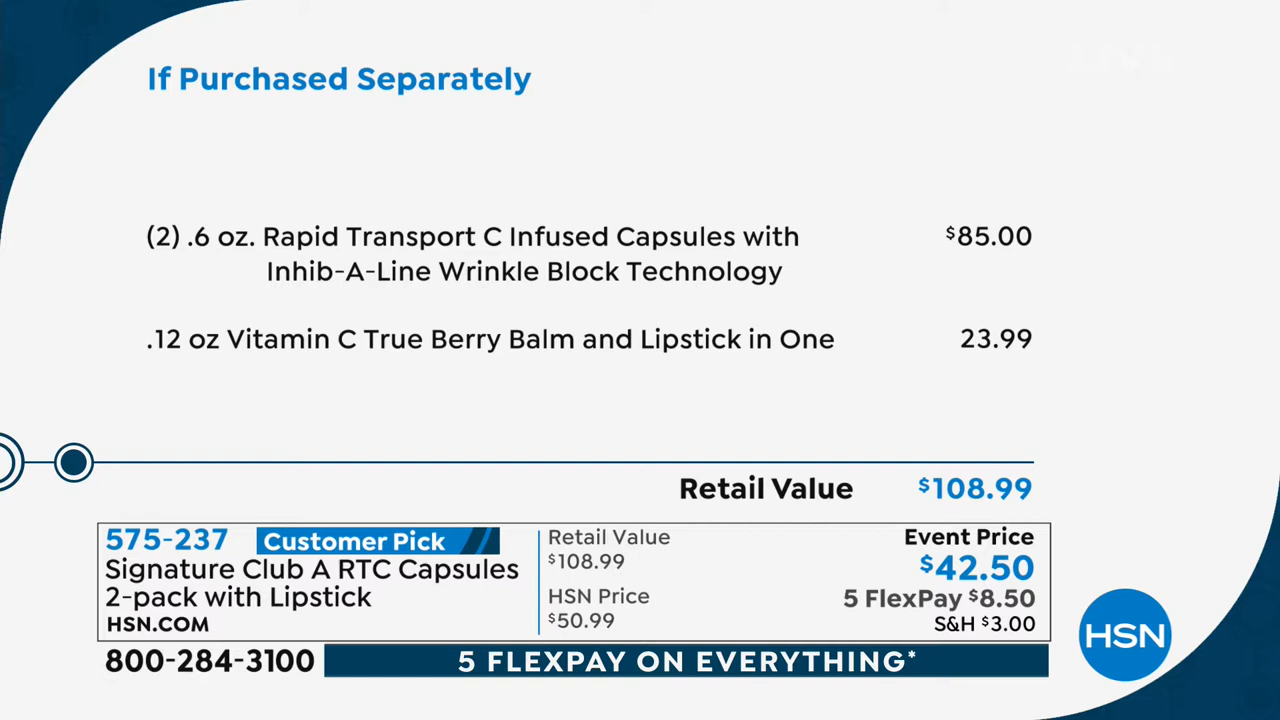 If Purchased Separately
(2) .6 oz. Rapid Transport C Infused Capsules with $85.00
Inhib-A-Line Wrinkle Block Technology
.12 oz Vitamin C True Berry Balm and Lipstick in One 23.99
Retail Value $108.99
575-237 Customer Pick
Signature Club A RTC Capsules
2-pack with Lipstick
HSN.COM
Retail Value
$108.99
HSN Price
$50.99
Event Price
$42.50
5 FlexPay $8.50
S&H $3.00
HSN
800-284-3100 5 FLEXPAY ON EVERYTHING*